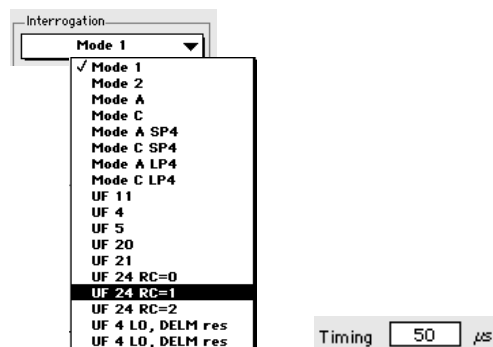 Interrogation
Mode 1
✓ Mode 1
Mode 2
Mode A
Mode C
Mode A SP4
Mode C SP4
Mode A LP4
Mode C LP4
UF 11
UF 4
UF 5
UF 20
UF 21
UF 24 RC=0
UF 24 RC=1
UF 24 RC=2
UF 4 LO, DELM res
UF 4 LO, DELM res
Timing 50 µs